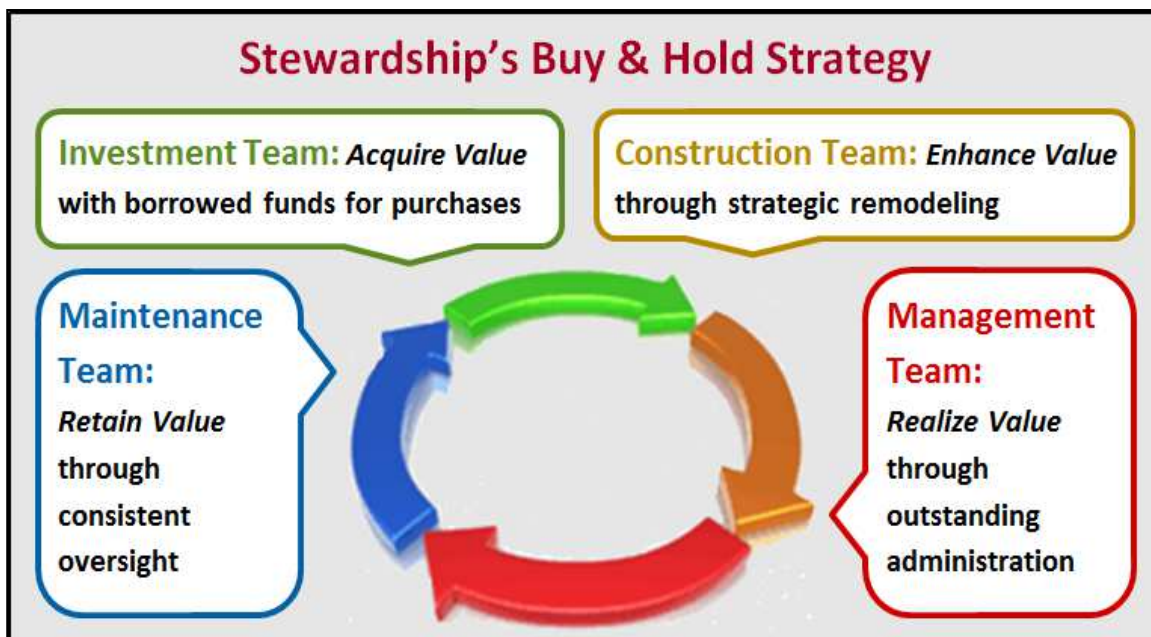 Stewardship’s Buy & Hold Strategy
Investment Team: Acquire Value
with borrowed funds for purchases
Construction Team: Enhance Value
through strategic remodeling
Maintenance
Team:
Retain Value
through
consistent
oversight
Management
Team:
Realize Value
through
outstanding
administration